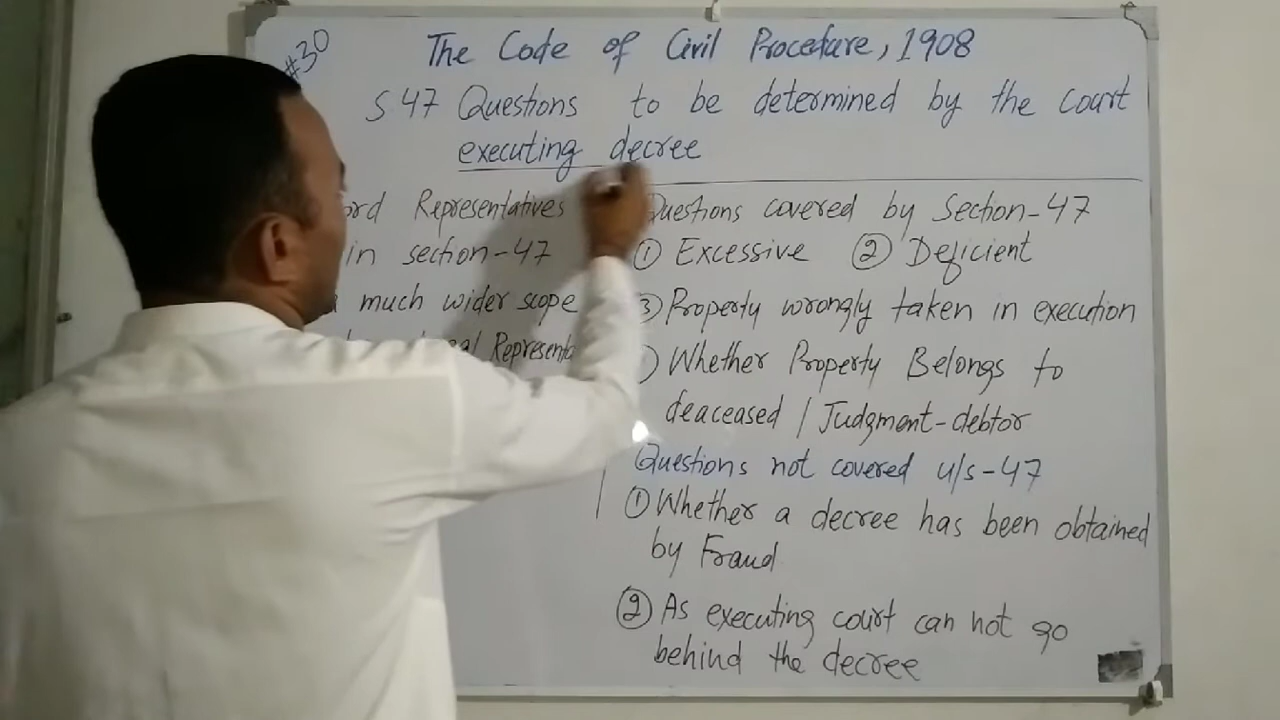 #30
The Code of Civil Procedure, 1908
S 47 Questions to be determined by the court
executing decree
Representatives
in section-47
much wider scope
Questions covered by Section-47
① Excessive ② Deficient
③ Property wrongly taken in execution
Whether Property Belongs to
deaceased / Judgment-debtor
Questions not covered u/s-47
① Whether a decree has been obtained
by Fraud
② As executing court can not go
behind the decree